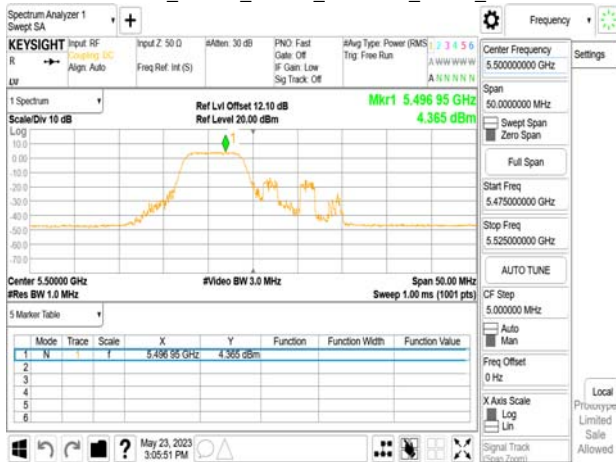 Spectrum Analyzer 1
Swept SA
Frequency
KEYSIGHT
R
Input: RF
Coupling: DC
Align: Auto
Input Z: 50 Ω
Freq Ref: Int (S)
#Atten: 30 dB
PNO: Fast
Gate: Off
IF Gain: Low
Sig Track: Off
#Avg Type: Power (RMS
Trig: Free Run
1 2 3 4 5 6
A W W W W W
A N N N N N
1 Spectrum
Scale/Div 10 dB
Ref Lvl Offset 12.10 dB
Ref Level 20.00 dBm
Mkr1 5.496 95 GHz
4.365 dBm
Log
10.0
0.00
-10.0
-20.0
-30.0
-40.0
-50.0
-60.0
-70.0
1
Center 5.50000 GHz
#Res BW 1.0 MHz
#Video BW 3.0 MHz
Span 50.00 MHz
Sweep 1.00 ms (1001 pts)
5 Marker Table
Mode Trace Scale X Y Function Function Width Function Value
1 N 1 f 5.496 95 GHz 4.365 dBm
2
3
4
5
6
May 23, 2023
3:05:51 PM
Center Frequency
5.500000000 GHz
Span
50.0000000 MHz
Swept Span
Zero Span
Full Span
Start Freq
5.475000000 GHz
Stop Freq
5.525000000 GHz
AUTO TUNE
CF Step
5.000000 MHz
Auto
Man
Freq Offset
0 Hz
X Axis Scale
Log
Lin
Signal Track
(Span Zoom)
Settings
Local
Prototype
Limited
Sale
Allowed